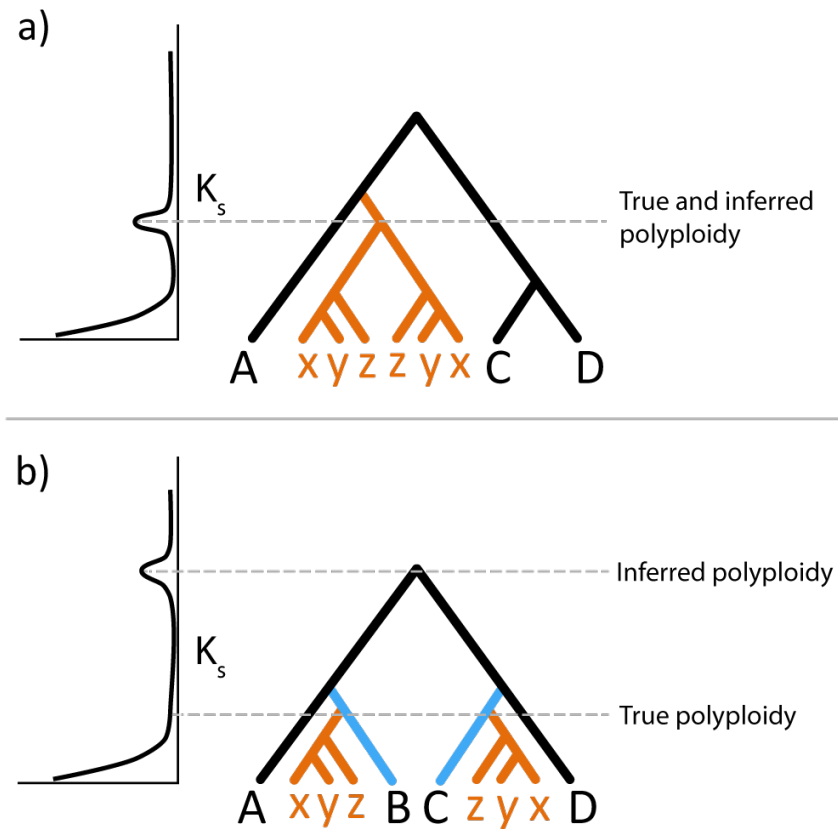 a)
Ks
True and inferred
polyploidy
A x y z z y x C D
b)
Inferred polyploidy
Ks
True polyploidy
A x y z B C z y x D